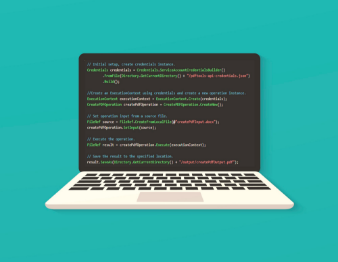 // Initial setup, create credentials instance.
Credentials credentials = Credentials.ServiceAccountCredentialsBuilder()
.FromFile(Directory.GetCurrentDirectory() + "/pdftools-api-credentials.json")
.Build();
//Create an ExecutionContext using credentials and create a new operation instance.
ExecutionContext executionContext = ExecutionContext.Create(credentials);
CreatePDFOperation createPDFOperation = CreatePDFOperation.CreateNew();
// Set operation input from a source file.
FileRef source = FileRef.CreateFromLocalFile(@"createPDFInput.docx");
createPDFOperation.SetInput(source);
// Execute the operation.
FileRef result = createPDFOperation.Execute(executionContext);
// Save the result to the specified location.
result.SaveAs(Directory.GetCurrentDirectory() + "/output/createPDFOutput.pdf");